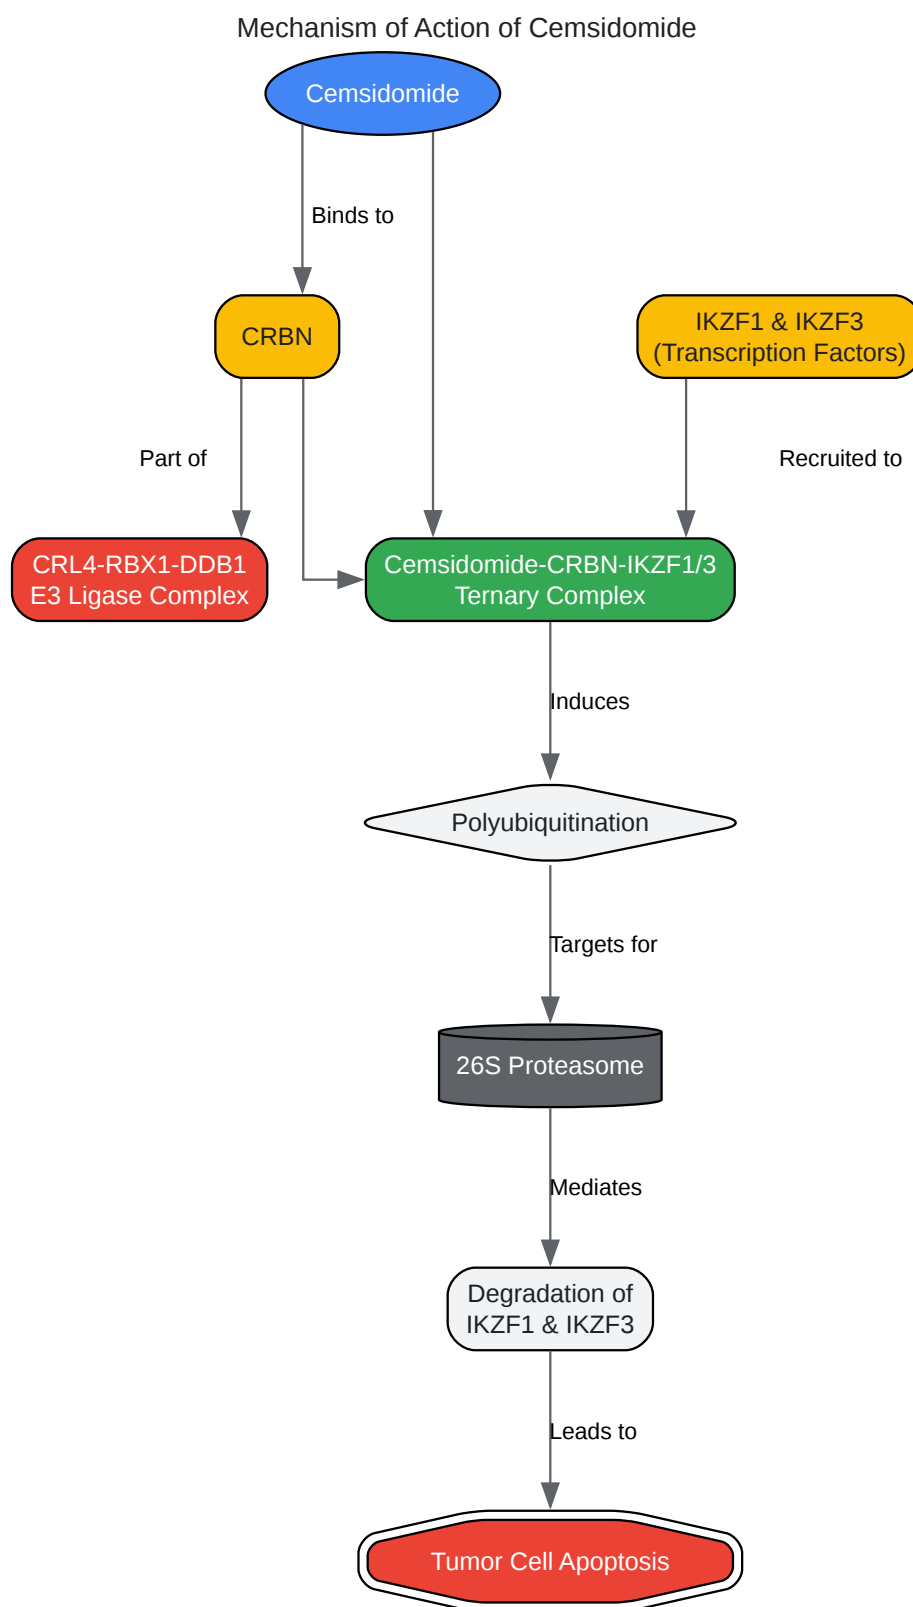 Mechanism of Action of Cemsidomide
Cemsidomide
Binds to
CRBN
IKZF1 & IKZF3
(Transcription Factors)
Part of
Recruited to
CRL4-RBX1-DDB1
E3 Ligase Complex
Cemsidomide-CRBN-IKZF1/3
Ternary Complex
Induces
Polyubiquitination
Targets for
26S Proteasome
Mediates
Degradation of
IKZF1 & IKZF3
Leads to
Tumor Cell Apoptosis